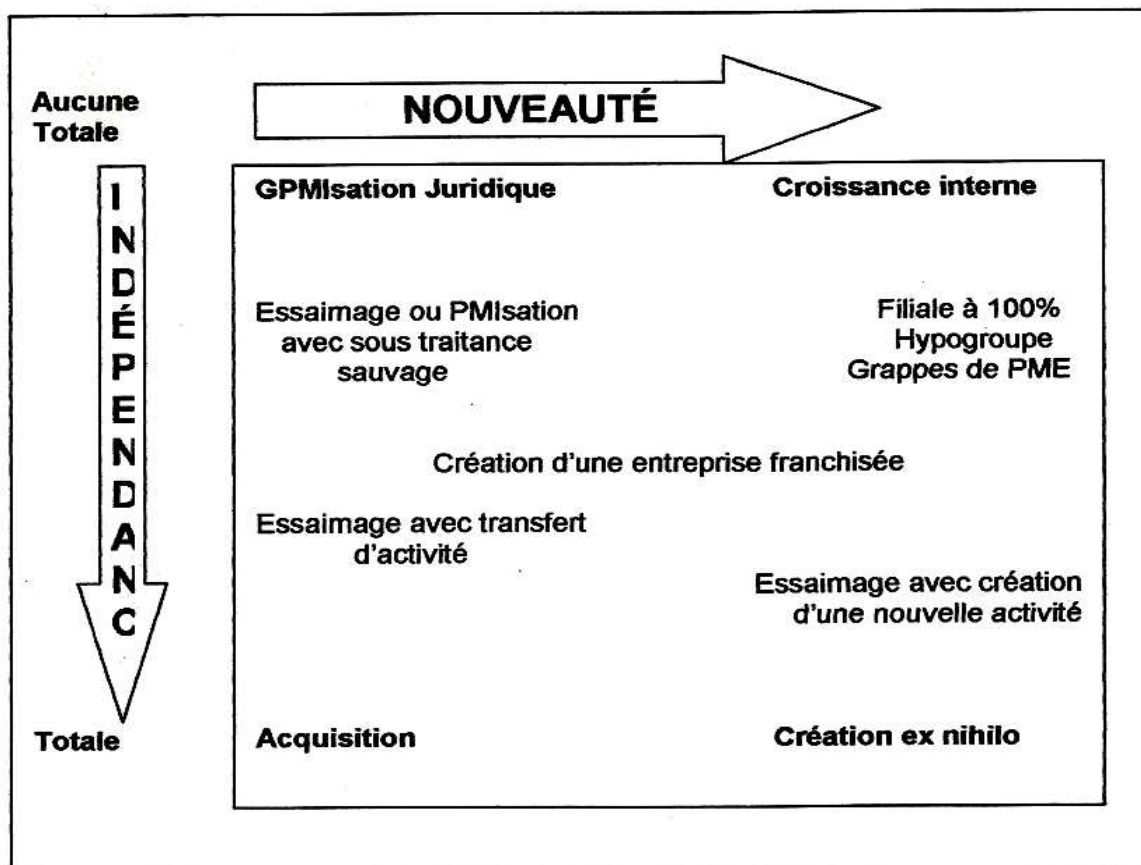 Aucune
Totale
NOUVEAUTÉ
INDÉPENDANC
GPMIsation Juridique
Croissance interne
Essaimage ou PMIsation
avec sous traitance
sauvage
Filiale à 100%
Hypogroupe
Grappes de PME
Création d'une entreprise franchisée
Essaimage avec transfert
d'activité
Essaimage avec création
d'une nouvelle activité
Totale
Acquisition
Création ex nihilo